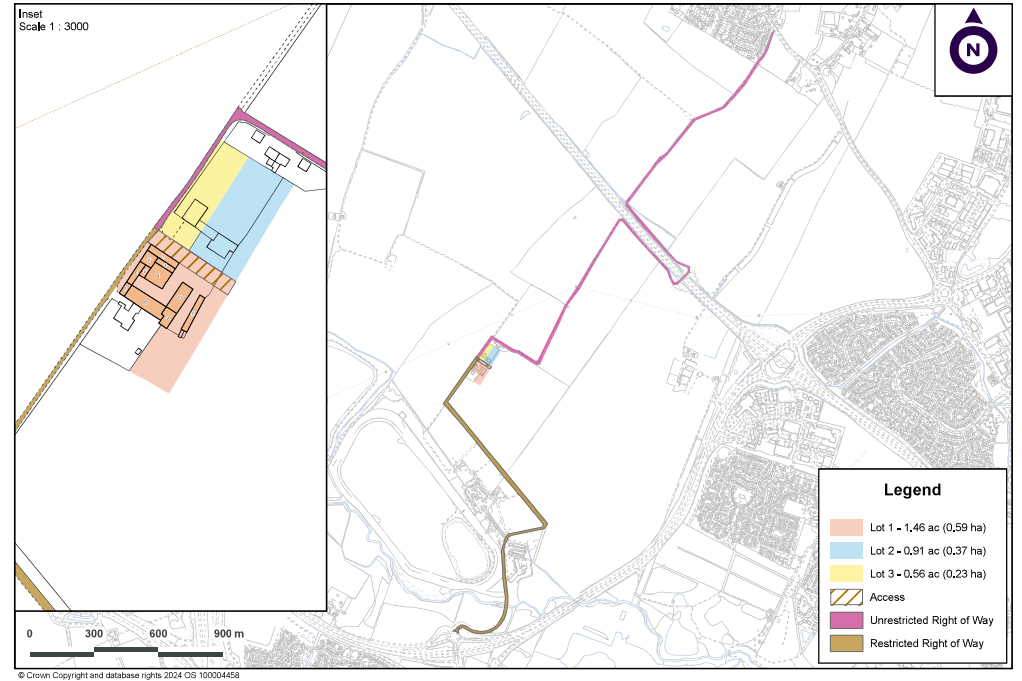 Inset
Scale 1 : 3000
N
Legend
Lot 1 - 1.46 ac (0.59 ha)
Lot 2 - 0.91 ac (0.37 ha)
Lot 3 - 0.56 ac (0.23 ha)
Access
Unrestricted Right of Way
Restricted Right of Way
0 300 600 900 m
© Crown Copyright and database rights 2024 OS 100004458